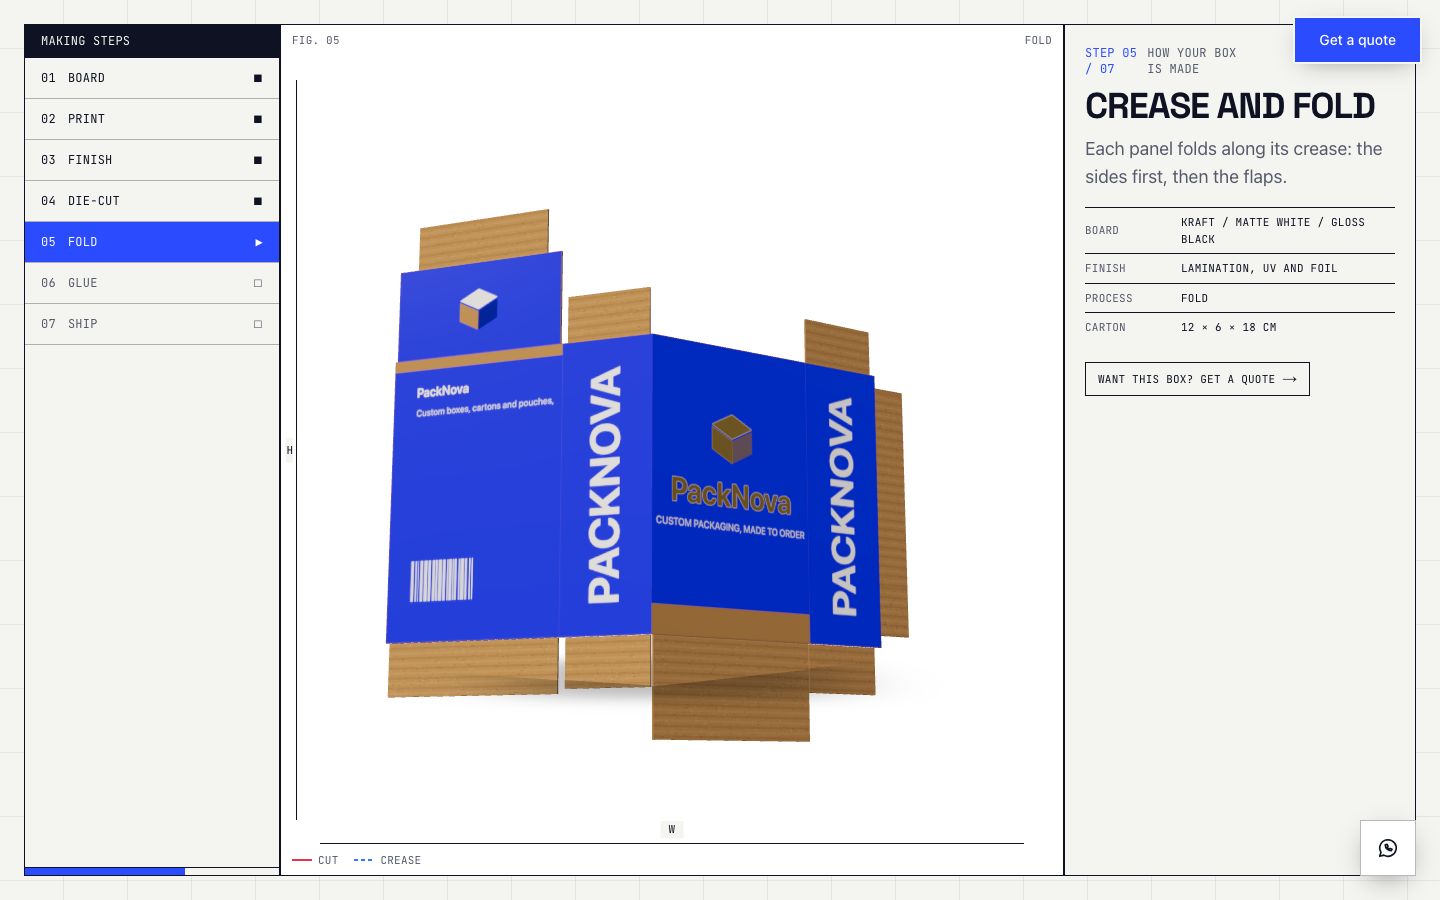 MAKING STEPS
01 BOARD
02 PRINT
03 FINISH
04 DIE-CUT
05 FOLD
06 GLUE
07 SHIP
FIG. 05
FOLD
PackNova
Custom boxes, cartons and pouches,
PACKNOVA
PackNova
CUSTOM PACKAGING, MADE TO ORDER
PACKNOVA
H
W
CUT
CREASE
Get a quote
STEP 05 / 07
HOW YOUR BOX IS MADE
CREASE AND FOLD
Each panel folds along its crease: the
sides first, then the flaps.
BOARD KRAFT / MATTE WHITE / GLOSS
BLACK
FINISH LAMINATION, UV AND FOIL
PROCESS FOLD
CARTON 12 × 6 × 18 CM
WANT THIS BOX? GET A QUOTE →